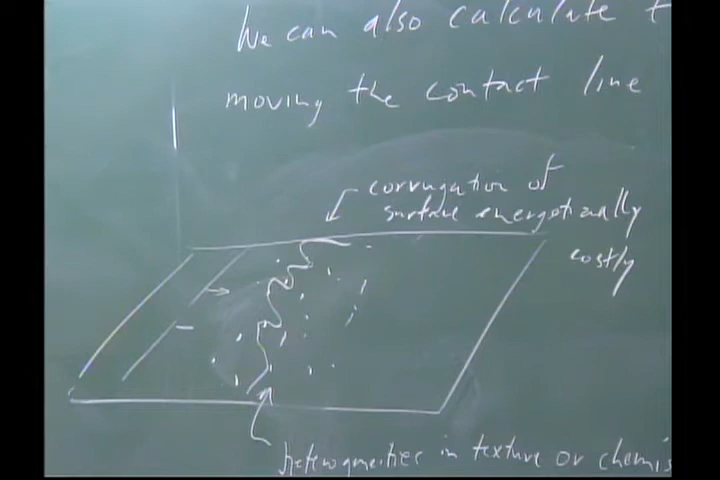 We can also calculate t
moving the contact line
corrugation of
surface energetically
costly
heterogeneities in texture or chemis